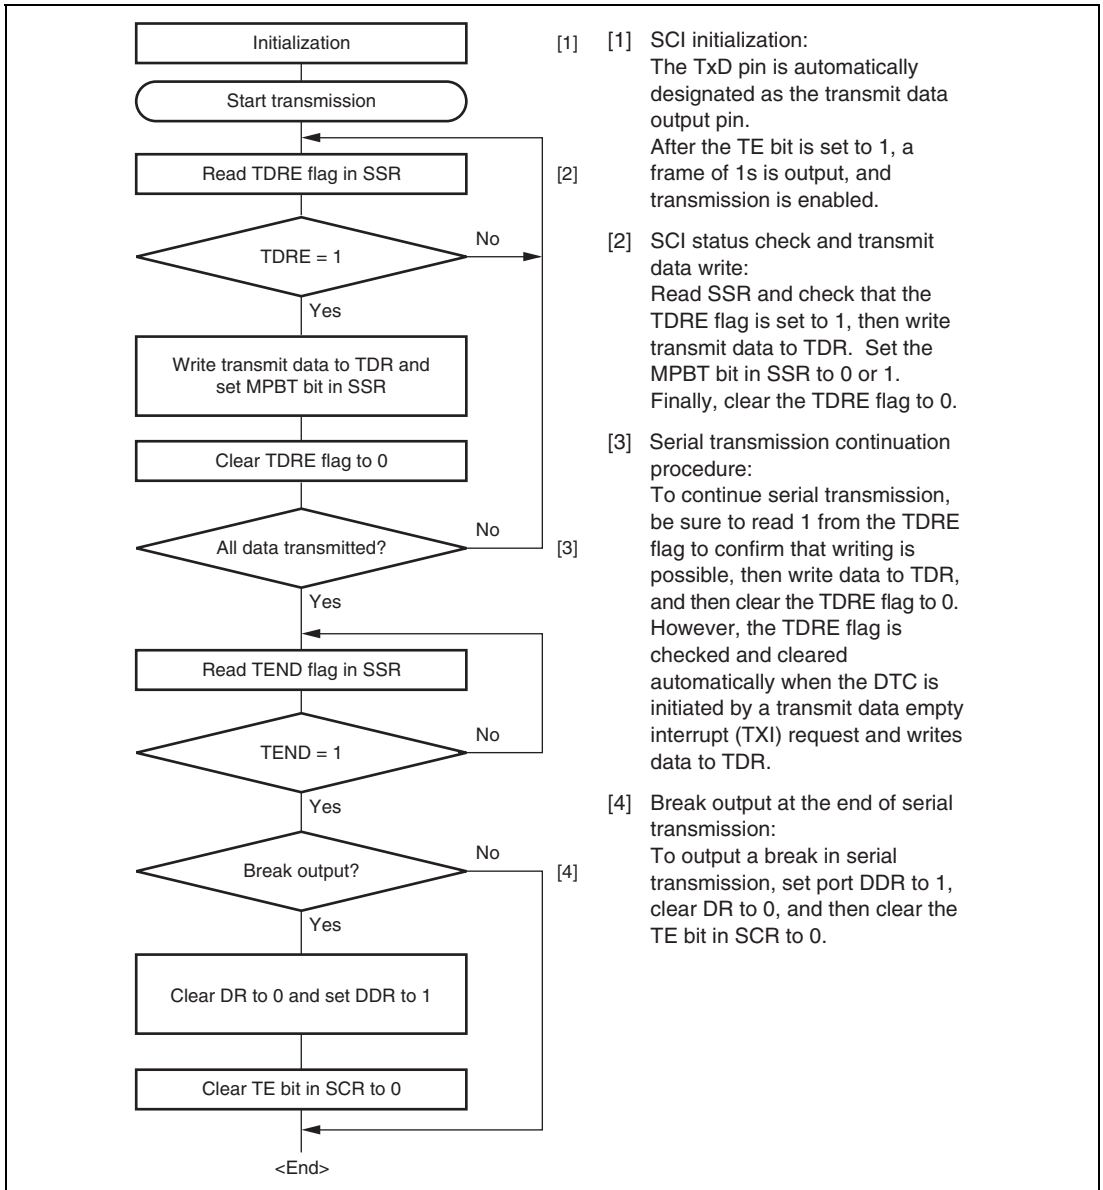 Initialization
[1]
Start transmission
Read TDRE flag in SSR
[2]
No
TDRE = 1
Yes
Write transmit data to TDR and
set MPBT bit in SSR
Clear TDRE flag to 0
No
All data transmitted?
[3]
Yes
Read TEND flag in SSR
No
TEND = 1
Yes
No
Break output?
[4]
Yes
Clear DR to 0 and set DDR to 1
Clear TE bit in SCR to 0
<End>
[1] SCI initialization:
The TxD pin is automatically
designated as the transmit data
output pin.
After the TE bit is set to 1, a
frame of 1s is output, and
transmission is enabled.
[2] SCI status check and transmit
data write:
Read SSR and check that the
TDRE flag is set to 1, then write
transmit data to TDR. Set the
MPBT bit in SSR to 0 or 1.
Finally, clear the TDRE flag to 0.
[3] Serial transmission continuation
procedure:
To continue serial transmission,
be sure to read 1 from the TDRE
flag to confirm that writing is
possible, then write data to TDR,
and then clear the TDRE flag to 0.
However, the TDRE flag is
checked and cleared
automatically when the DTC is
initiated by a transmit data empty
interrupt (TXI) request and writes
data to TDR.
[4] Break output at the end of serial
transmission:
To output a break in serial
transmission, set port DDR to 1,
clear DR to 0, and then clear the
TE bit in SCR to 0.